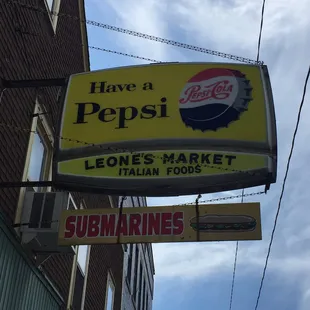 Have a
Pepsi
PEPSI-COLA
LEONE'S MARKET
ITALIAN FOODS
SUBMARINES